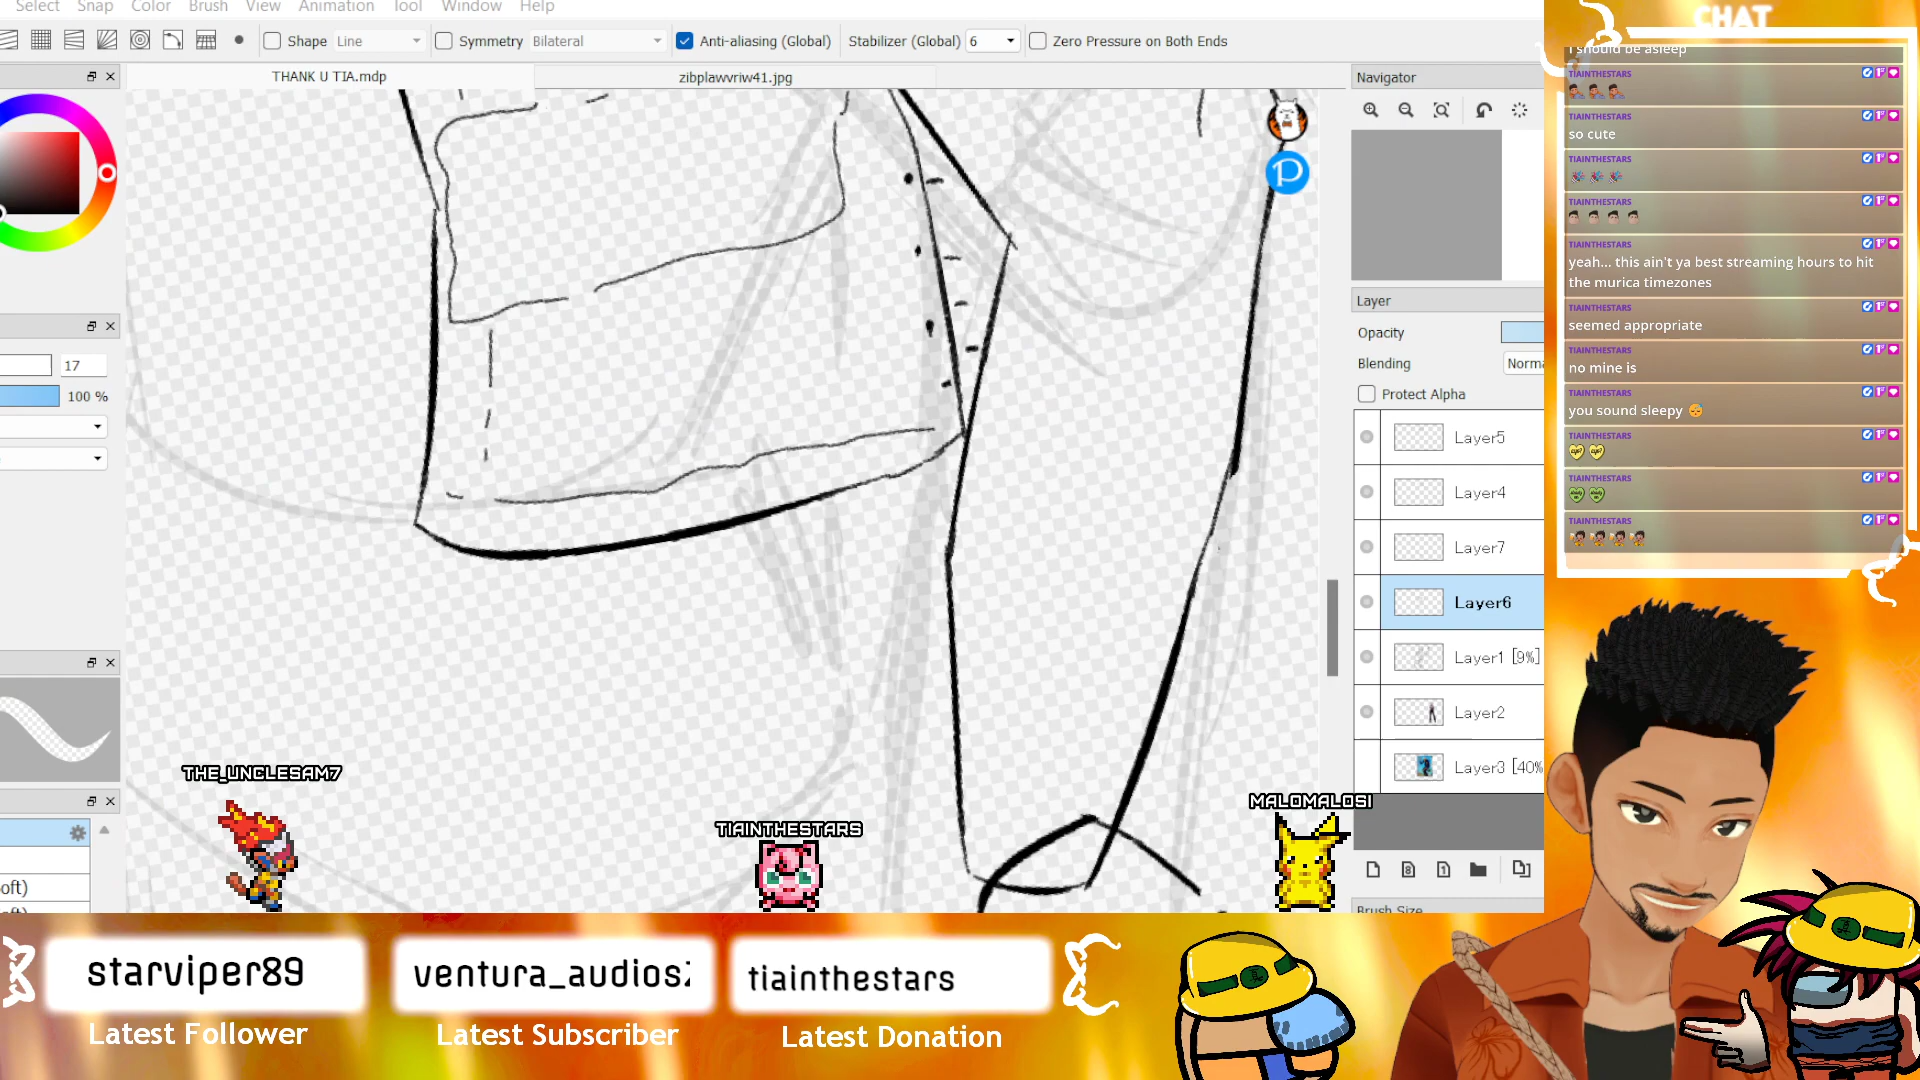 Select Snap Color Brush View Animation Tool Window Help
Shape Line Symmetry Bilateral Anti-aliasing (Global) Stabilizer (Global) 6 Zero Pressure on Both Ends
THANK U TIA.mdp
zibplawvriw41.jpg
Navigator
17
100 %
Layer
Opacity
Blending Norma
Protect Alpha
Layer5
Layer4
Layer7
Layer6
Layer1 [9%]
Layer2
Layer3 [40%
Brush Size
oft)
CHAT
I should be asleep
TIAINTHESTARS
TIAINTHESTARS
so cute
TIAINTHESTARS
TIAINTHESTARS
TIAINTHESTARS
yeah... this ain't ya best streaming hours to hit
the murica timezones
TIAINTHESTARS
seemed appropriate
TIAINTHESTARS
no mine is
TIAINTHESTARS
you sound sleepy
TIAINTHESTARS
TIAINTHESTARS
TIAINTHESTARS
THE_UNCLESAM7
TIAINTHESTARS
MALOMALOSI
starviper89
Latest Follower
ventura_audios
Latest Subscriber
tiainthestars
Latest Donation